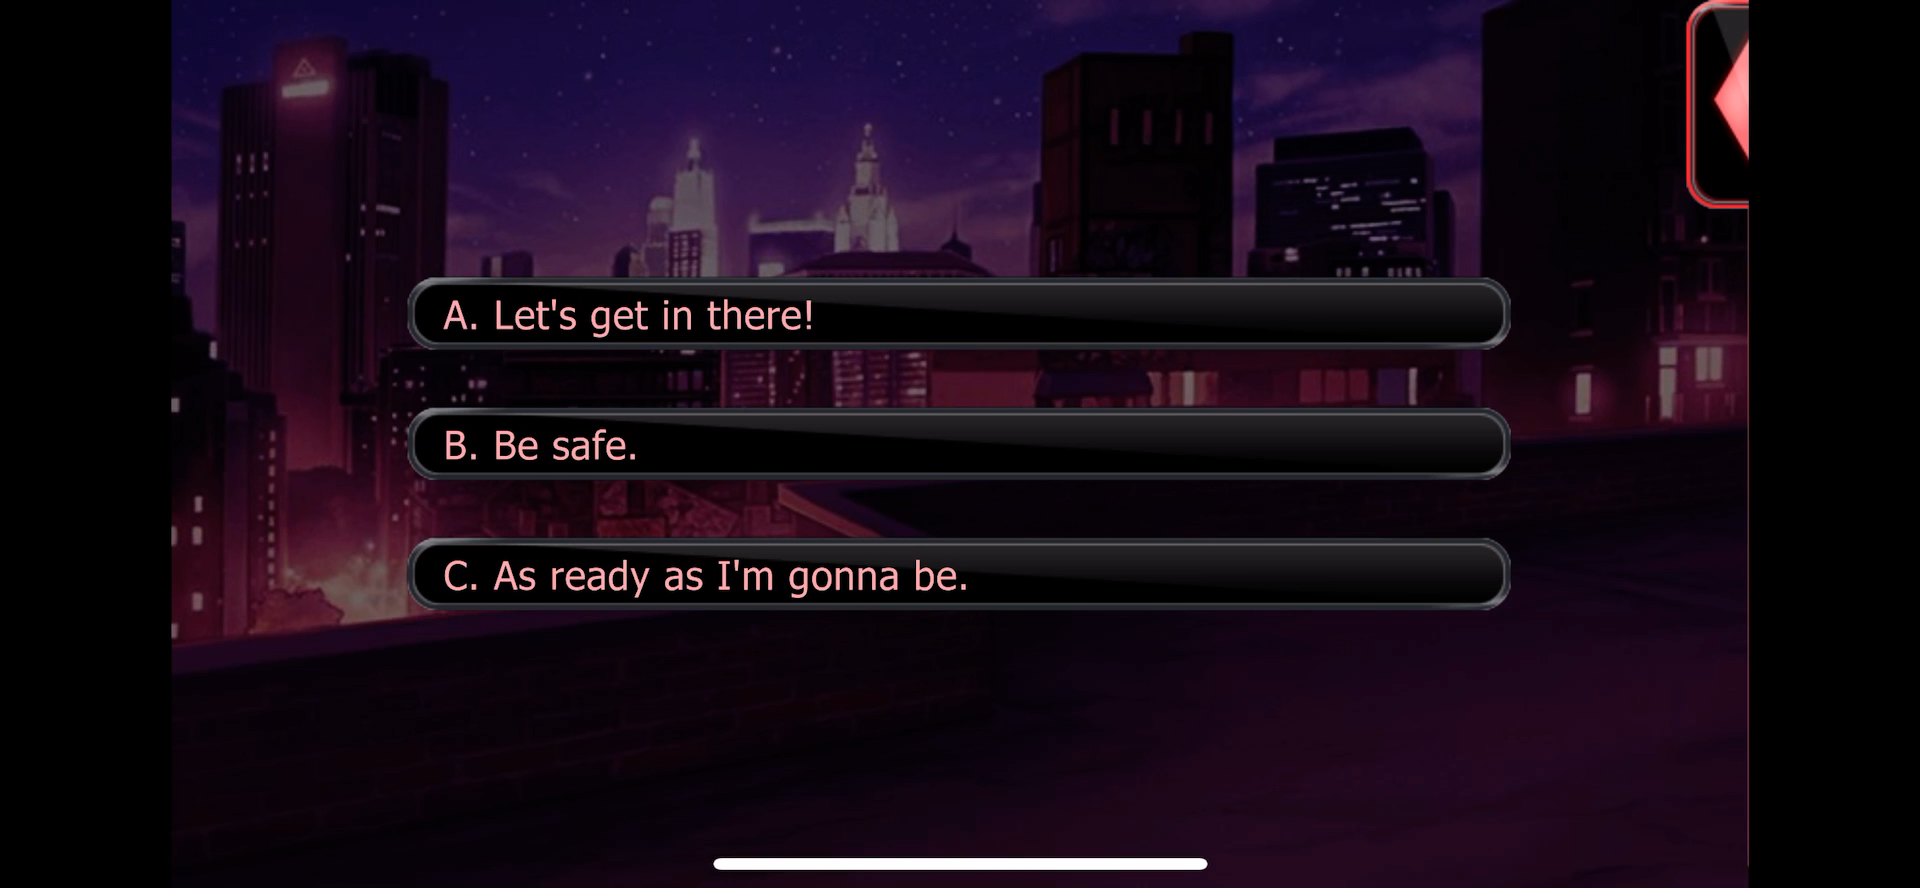 A. Let's get in there!
B. Be safe.
C. As ready as I'm gonna be.